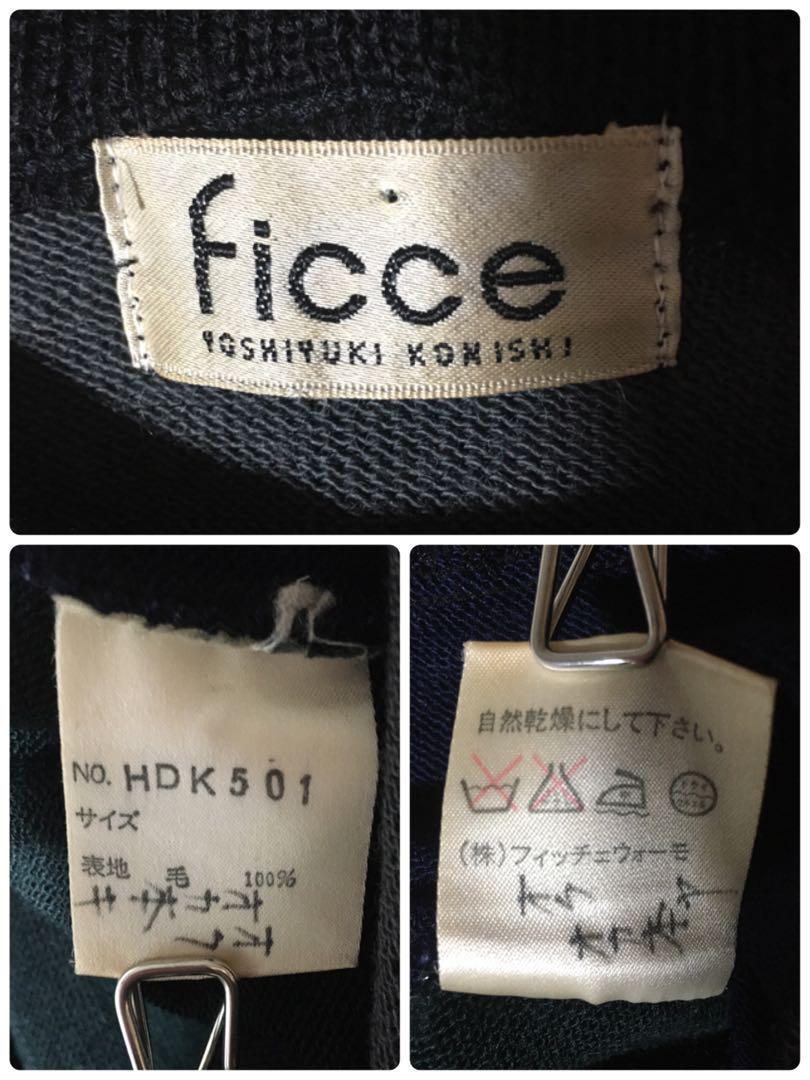 ficce
YOSHIYUKI KONISHI
NO. HDK501
サイズ
表地 毛 100%
自然乾燥にして下さい。
(株)フィッチェウォーモ